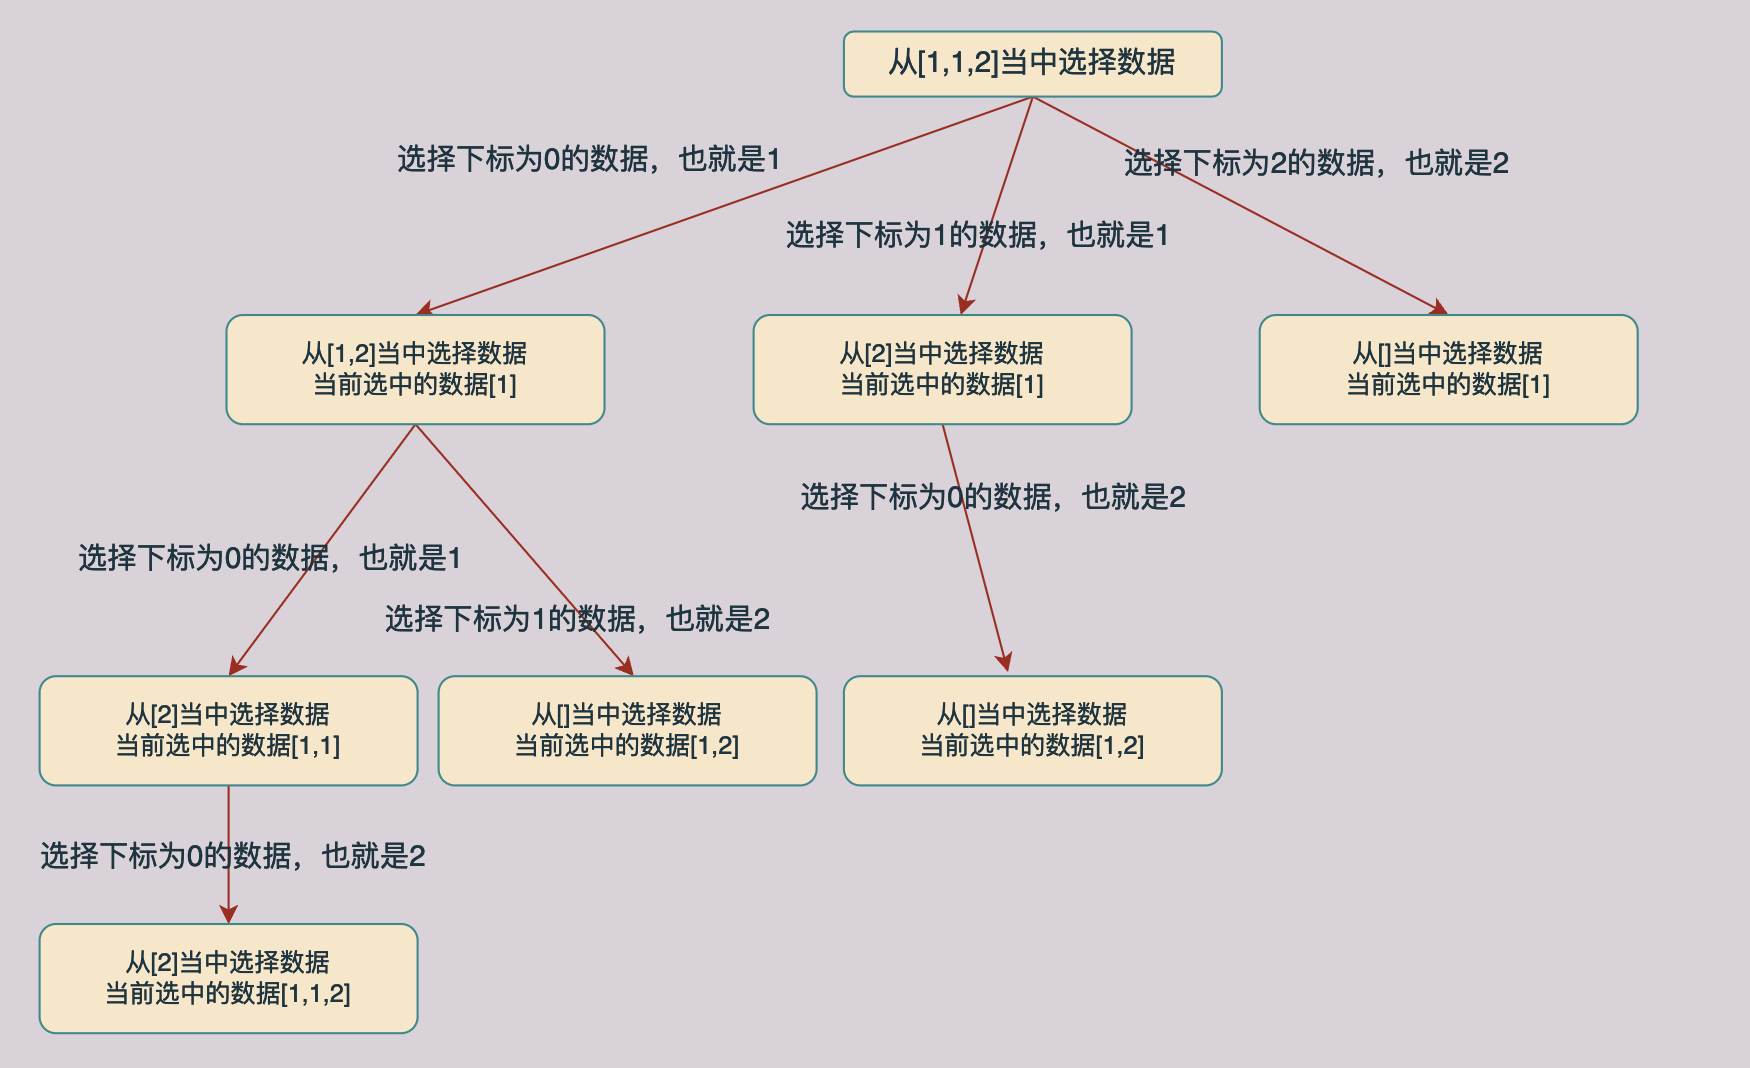 从[1,1,2]当中选择数据
选择下标为0的数据，也就是1
选择下标为2的数据，也就是2
选择下标为1的数据，也就是1
从[1,2]当中选择数据
当前选中的数据[1]
从[2]当中选择数据
当前选中的数据[1]
从[]当中选择数据
当前选中的数据[1]
选择下标为0的数据，也就是2
选择下标为0的数据，也就是1
选择下标为1的数据，也就是2
从[2]当中选择数据
当前选中的数据[1,1]
从[]当中选择数据
当前选中的数据[1,2]
从[]当中选择数据
当前选中的数据[1,2]
选择下标为0的数据，也就是2
从[2]当中选择数据
当前选中的数据[1,1,2]